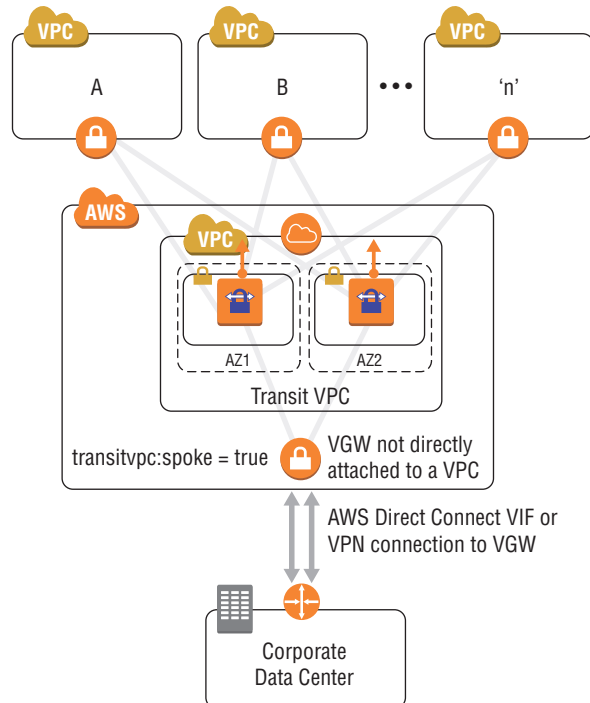 VPC
VPC
VPC
A
B
•••
‘n’
AWS
VPC
AZ1
AZ2
Transit VPC
transitvpc:spoke = true
VGW not directly
attached to a VPC
AWS Direct Connect VIF or
VPN connection to VGW
Corporate
Data Center